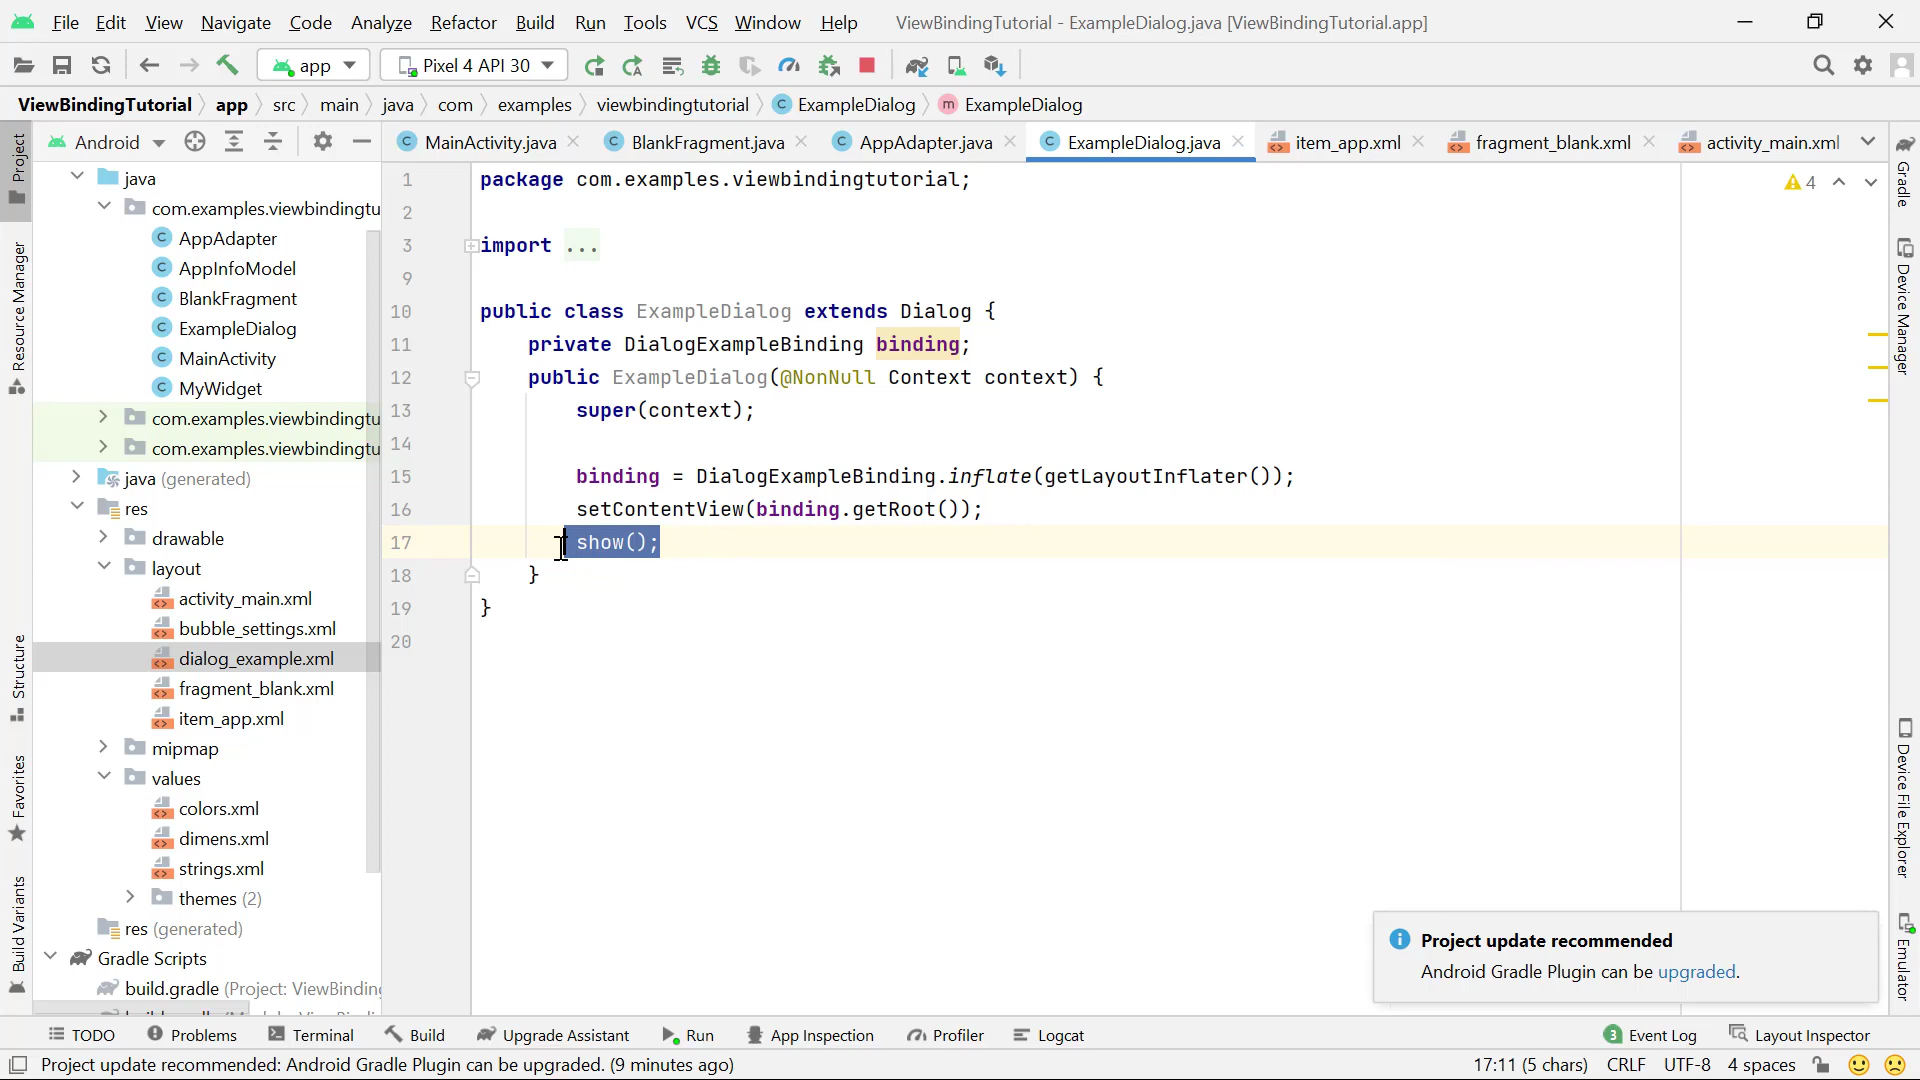 File Edit View Navigate Code Analyze Refactor Build Run Tools VCS Window Help ViewBindingTutorial - ExampleDialog.java [ViewBindingTutorial.app]
app Pixel 4 API 30
ViewBindingTutorial app src main java com examples viewbindingtutorial ExampleDialog ExampleDialog
Android
MainActivity.java BlankFragment.java AppAdapter.java ExampleDialog.java item_app.xml fragment_blank.xml activity_main.xml
Project
Resource Manager
Structure
Favorites
Build Variants
java
com.examples.viewbindingtu
AppAdapter
AppInfoModel
BlankFragment
ExampleDialog
MainActivity
MyWidget
com.examples.viewbindingtu
com.examples.viewbindingtu
java (generated)
res
drawable
layout
activity_main.xml
bubble_settings.xml
dialog_example.xml
fragment_blank.xml
item_app.xml
mipmap
values
colors.xml
dimens.xml
strings.xml
themes (2)
res (generated)
Gradle Scripts
build.gradle (Project: ViewBinding
1 package com.examples.viewbindingtutorial;
2
3 import ...
9
10 public class ExampleDialog extends Dialog {
11 private DialogExampleBinding binding;
12 public ExampleDialog(@NonNull Context context) {
13 super(context);
14
15 binding = DialogExampleBinding.inflate(getLayoutInflater());
16 setContentView(binding.getRoot());
17 show();
18 }
19 }
20
4
Gradle
Device Manager
Device File Explorer
Emulator
Project update recommended
Android Gradle Plugin can be upgraded.
TODO Problems Terminal Build Upgrade Assistant Run App Inspection Profiler Logcat 3 Event Log Layout Inspector
Project update recommended: Android Gradle Plugin can be upgraded. (9 minutes ago) 17:11 (5 chars) CRLF UTF-8 4 spaces